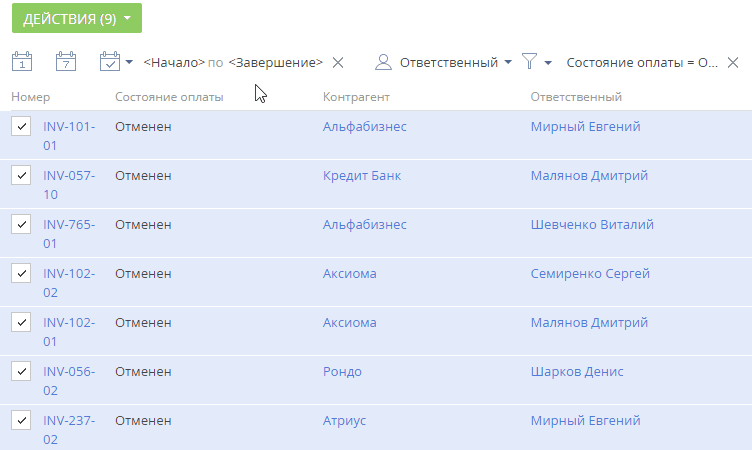 ДЕЙСТВИЯ (9)
1 7 <Начало> по <Завершение> Ответственный Состояние оплаты = О...
Номер Состояние оплаты Контрагент Ответственный
INV-101- Отменен Альфабизнес Мирный Евгений
01
INV-057- Отменен Кредит Банк Малянов Дмитрий
10
INV-765- Отменен Альфабизнес Шевченко Виталий
01
INV-102- Отменен Аксиома Семиренко Сергей
02
INV-102- Отменен Аксиома Малянов Дмитрий
01
INV-056- Отменен Рондо Шарков Денис
02
INV-237- Отменен Атриус Мирный Евгений
02